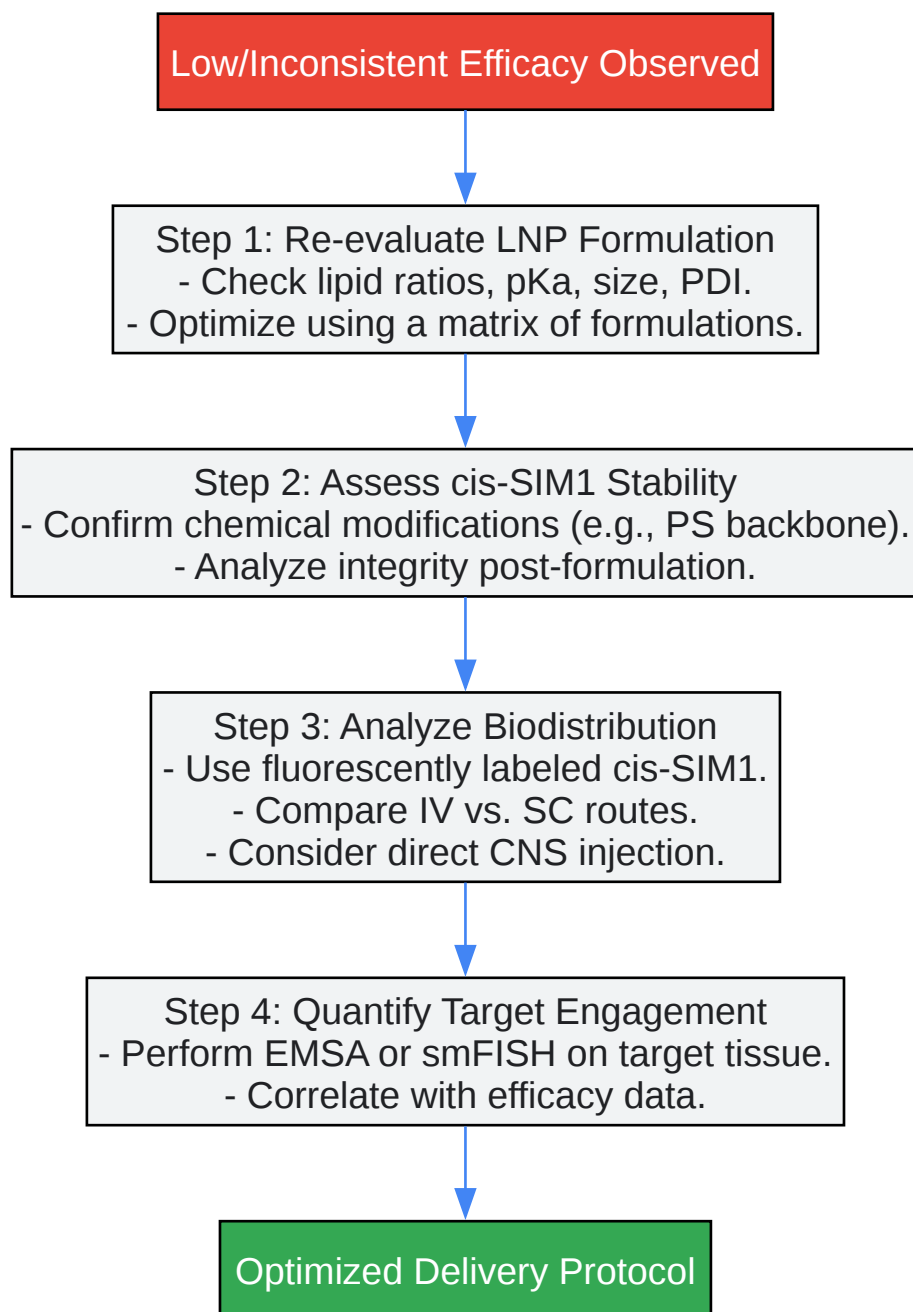 Low/Inconsistent Efficacy Observed
Step 1: Re-evaluate LNP Formulation
- Check lipid ratios, pKa, size, PDI.
- Optimize using a matrix of formulations.
Step 2: Assess cis-SIM1 Stability
- Confirm chemical modifications (e.g., PS backbone).
- Analyze integrity post-formulation.
Step 3: Analyze Biodistribution
- Use fluorescently labeled cis-SIM1.
- Compare IV vs. SC routes.
- Consider direct CNS injection.
Step 4: Quantify Target Engagement
- Perform EMSA or smFISH on target tissue.
- Correlate with efficacy data.
Optimized Delivery Protocol